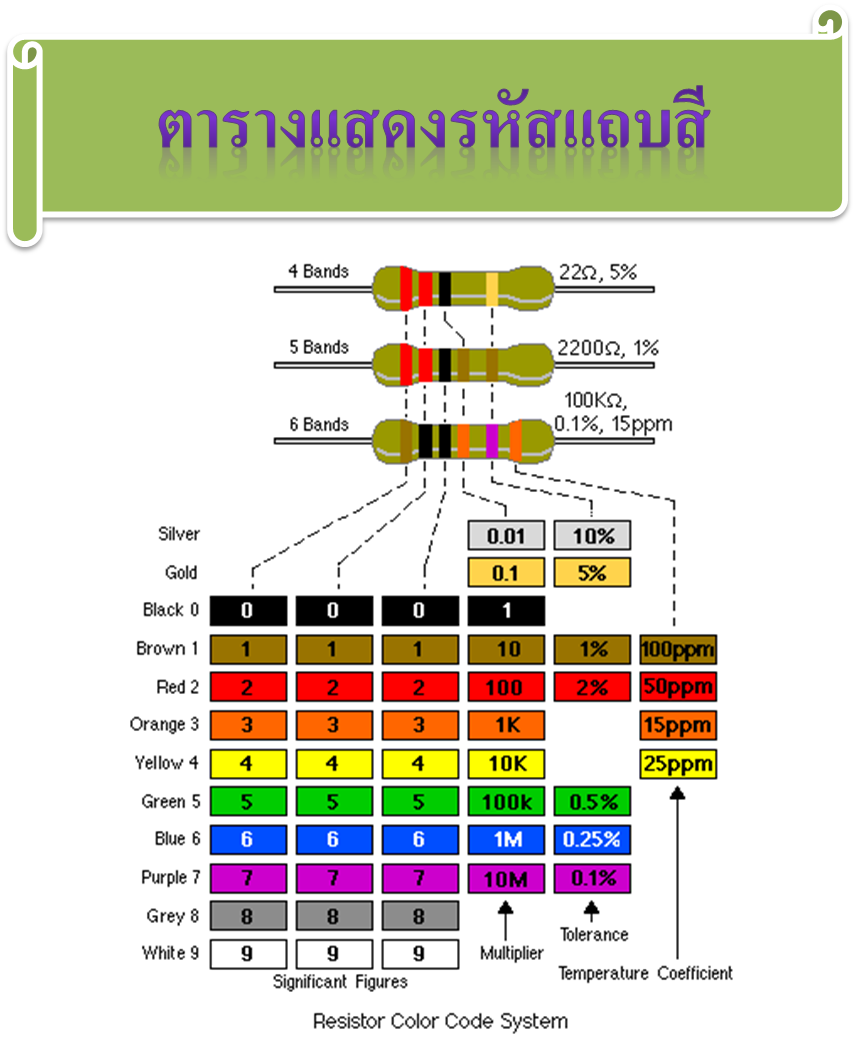 ตารางแสดงรหัสแถบสี
4 Bands 22Ω, 5%
5 Bands 2200Ω, 1%
100KΩ,
6 Bands 0.1%, 15ppm
Silver 0.01 10%
Gold 0.1 5%
Black 0 0 0 0 1
Brown 1 1 1 1 10 1% 100ppm
Red 2 2 2 2 100 2% 50ppm
Orange 3 3 3 3 1K 15ppm
Yellow 4 4 4 4 10K 25ppm
Green 5 5 5 5 100k 0.5%
Blue 6 6 6 6 1M 0.25%
Purple 7 7 7 7 10M 0.1%
Grey 8 8 8 8
White 9 9 9 9
Multiplier
Tolerance
Temperature Coefficient
Significant Figures
Resistor Color Code System